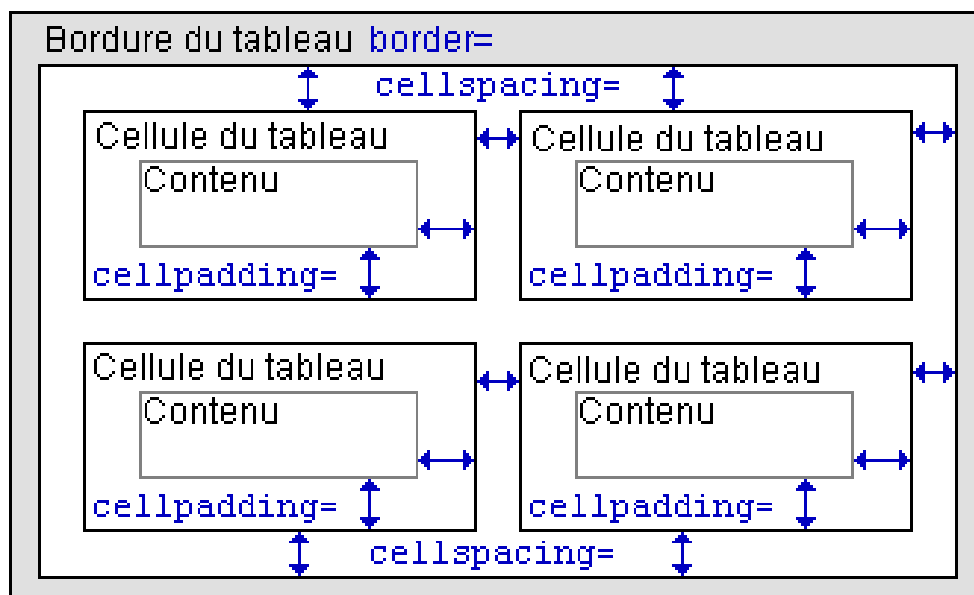 Bordure du tableau border=
cellspacing=
Cellule du tableau
Contenu
cellpadding=
Cellule du tableau
Contenu
cellpadding=
Cellule du tableau
Contenu
cellpadding=
Cellule du tableau
Contenu
cellpadding=
cellspacing=